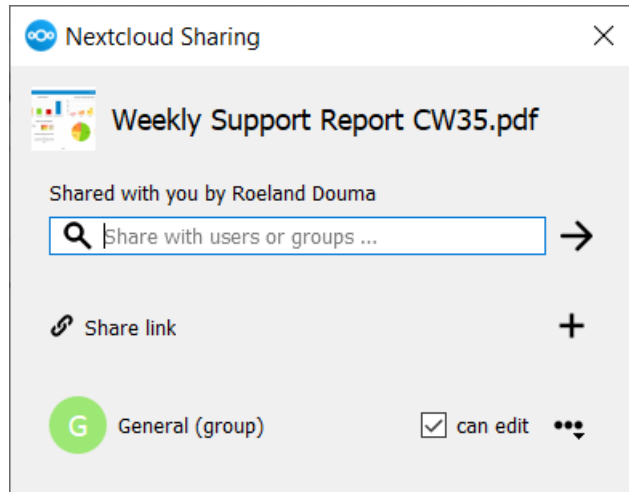 Nextcloud Sharing
Weekly Support Report CW35.pdf
Shared with you by Roeland Douma
Share with users or groups ...
Share link
G General (group) can edit